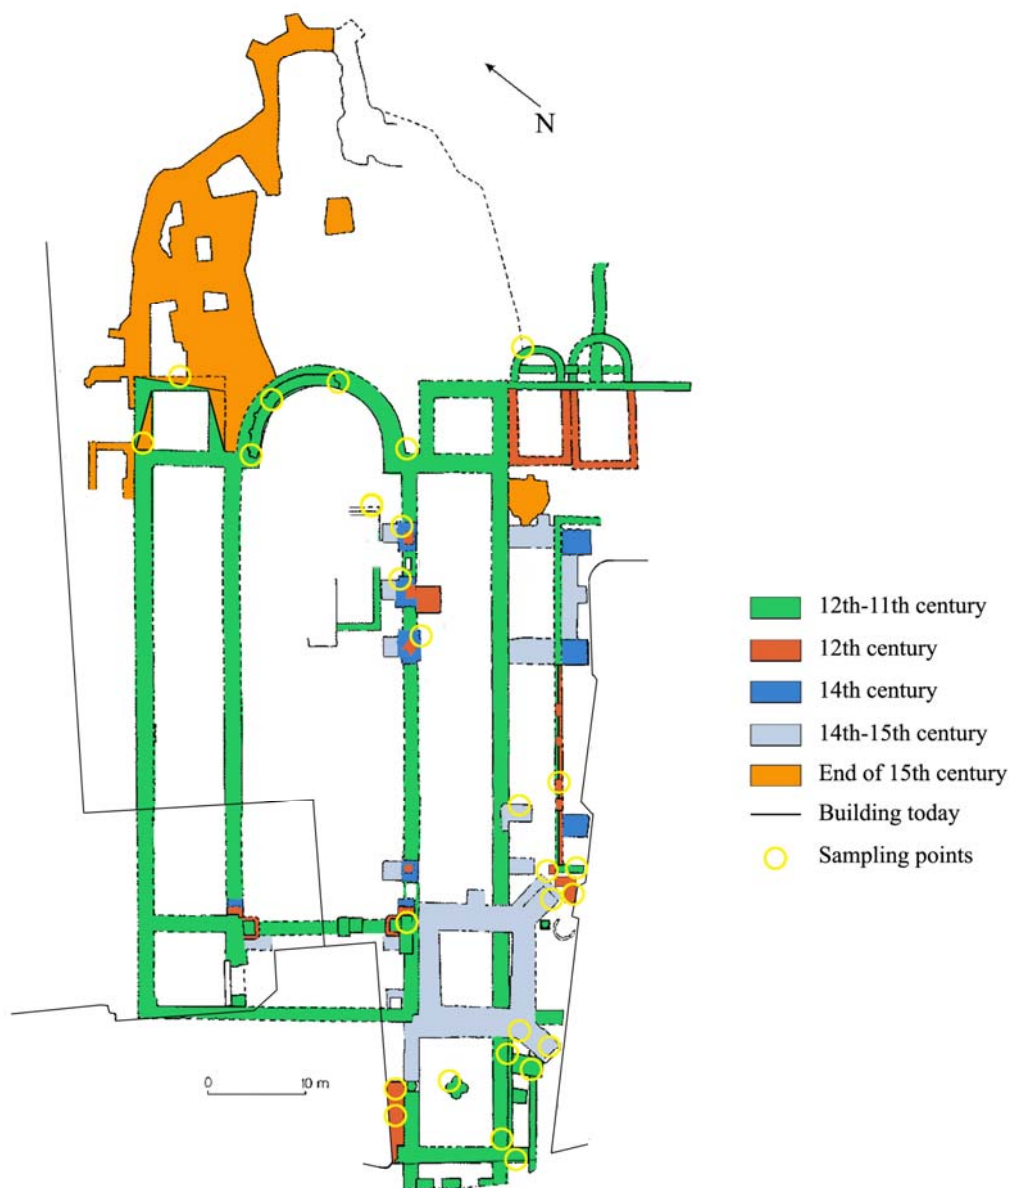 N
12th-11th century
12th century
14th century
14th-15th century
End of 15th century
Building today
Sampling points
0 10 m